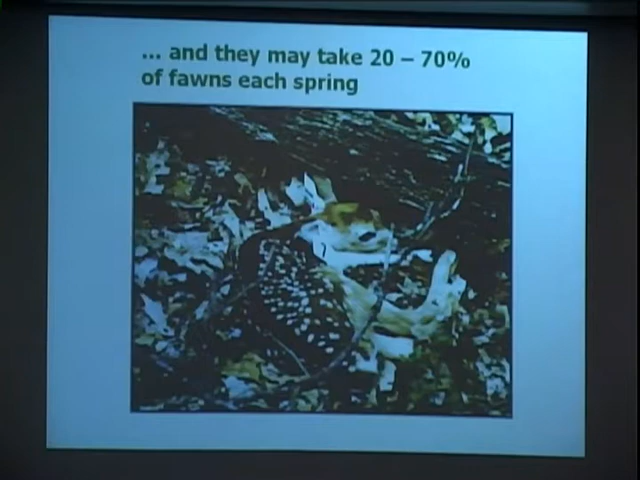 ... and they may take 20 – 70%
of fawns each spring